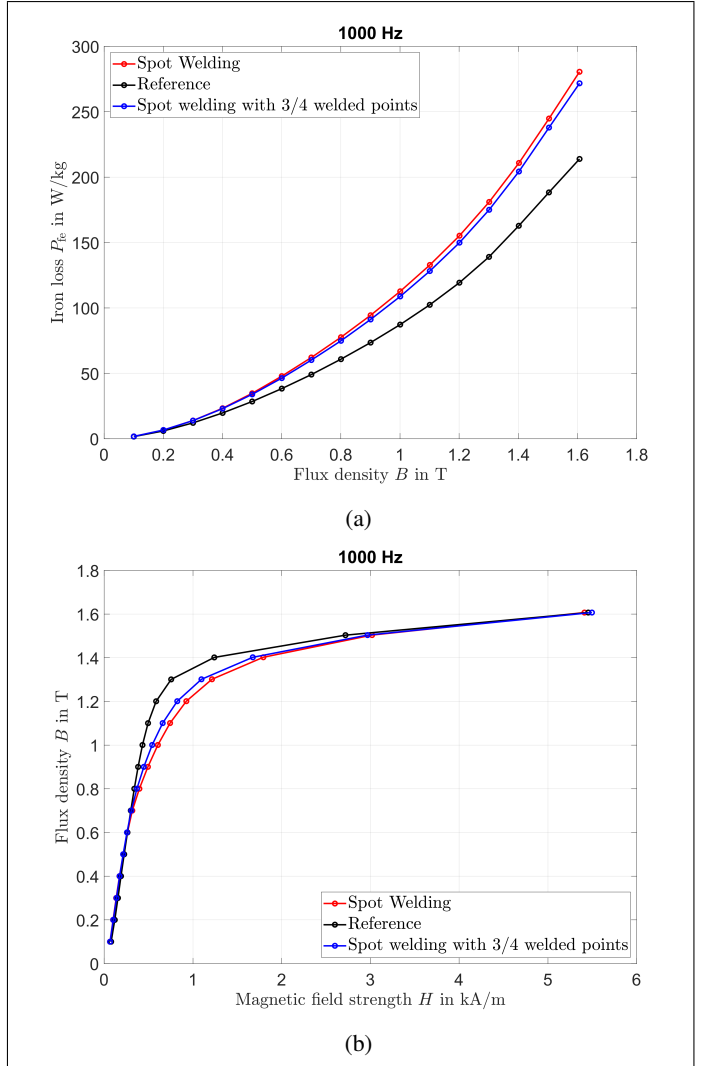 1000 Hz
300
250
200
150
100
50
0
Iron loss P_fe in W/kg
Spot Welding
Reference
Spot welding with 3/4 welded points
0 0.2 0.4 0.6 0.8 1 1.2 1.4 1.6 1.8
Flux density B in T
(a)
1000 Hz
1.8
1.6
1.4
1.2
1
0.8
0.6
0.4
0.2
0
Flux density B in T
Spot Welding
Reference
Spot welding with 3/4 welded points
0 1 2 3 4 5 6
Magnetic field strength H in kA/m
(b)